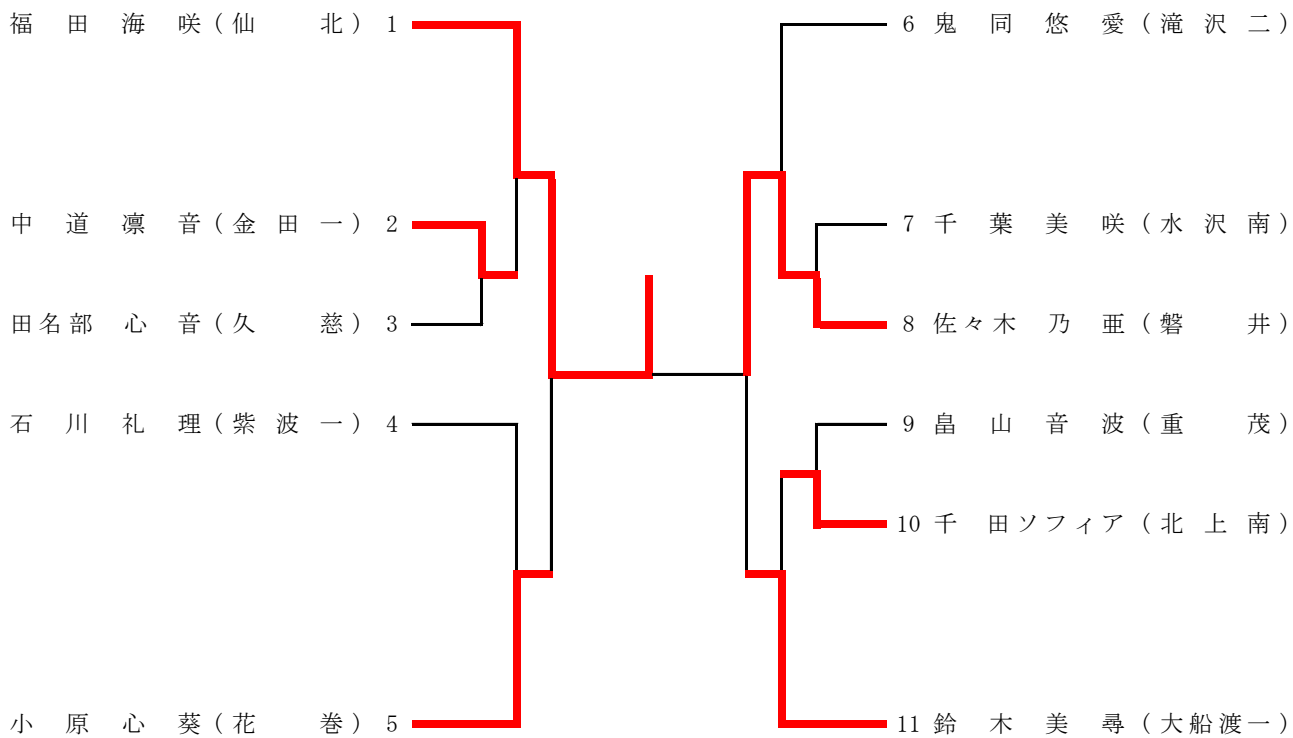 福田海咲（仙北）1
中道凛音（金田一）2
田名部心音（久慈）3
石川礼理（紫波一）4
小原心葵（花巻）5
6 鬼同悠愛（滝沢二）
7 千葉美咲（水沢南）
8 佐々木乃亜（磐井）
9 畠山音波（重茂）
10 千田ソフィア（北上南）
11 鈴木美尋（大船渡一）